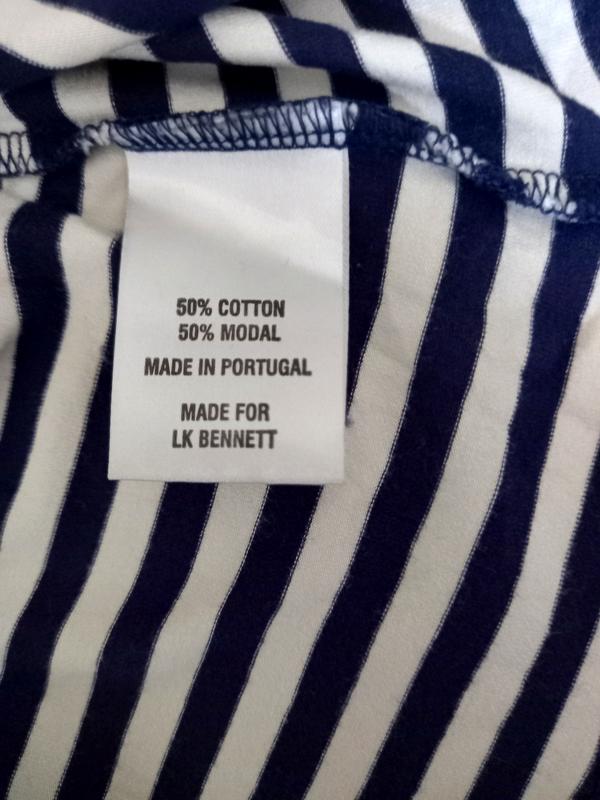 50% COTTON
50% MODAL
MADE IN PORTUGAL
MADE FOR
LK BENNETT